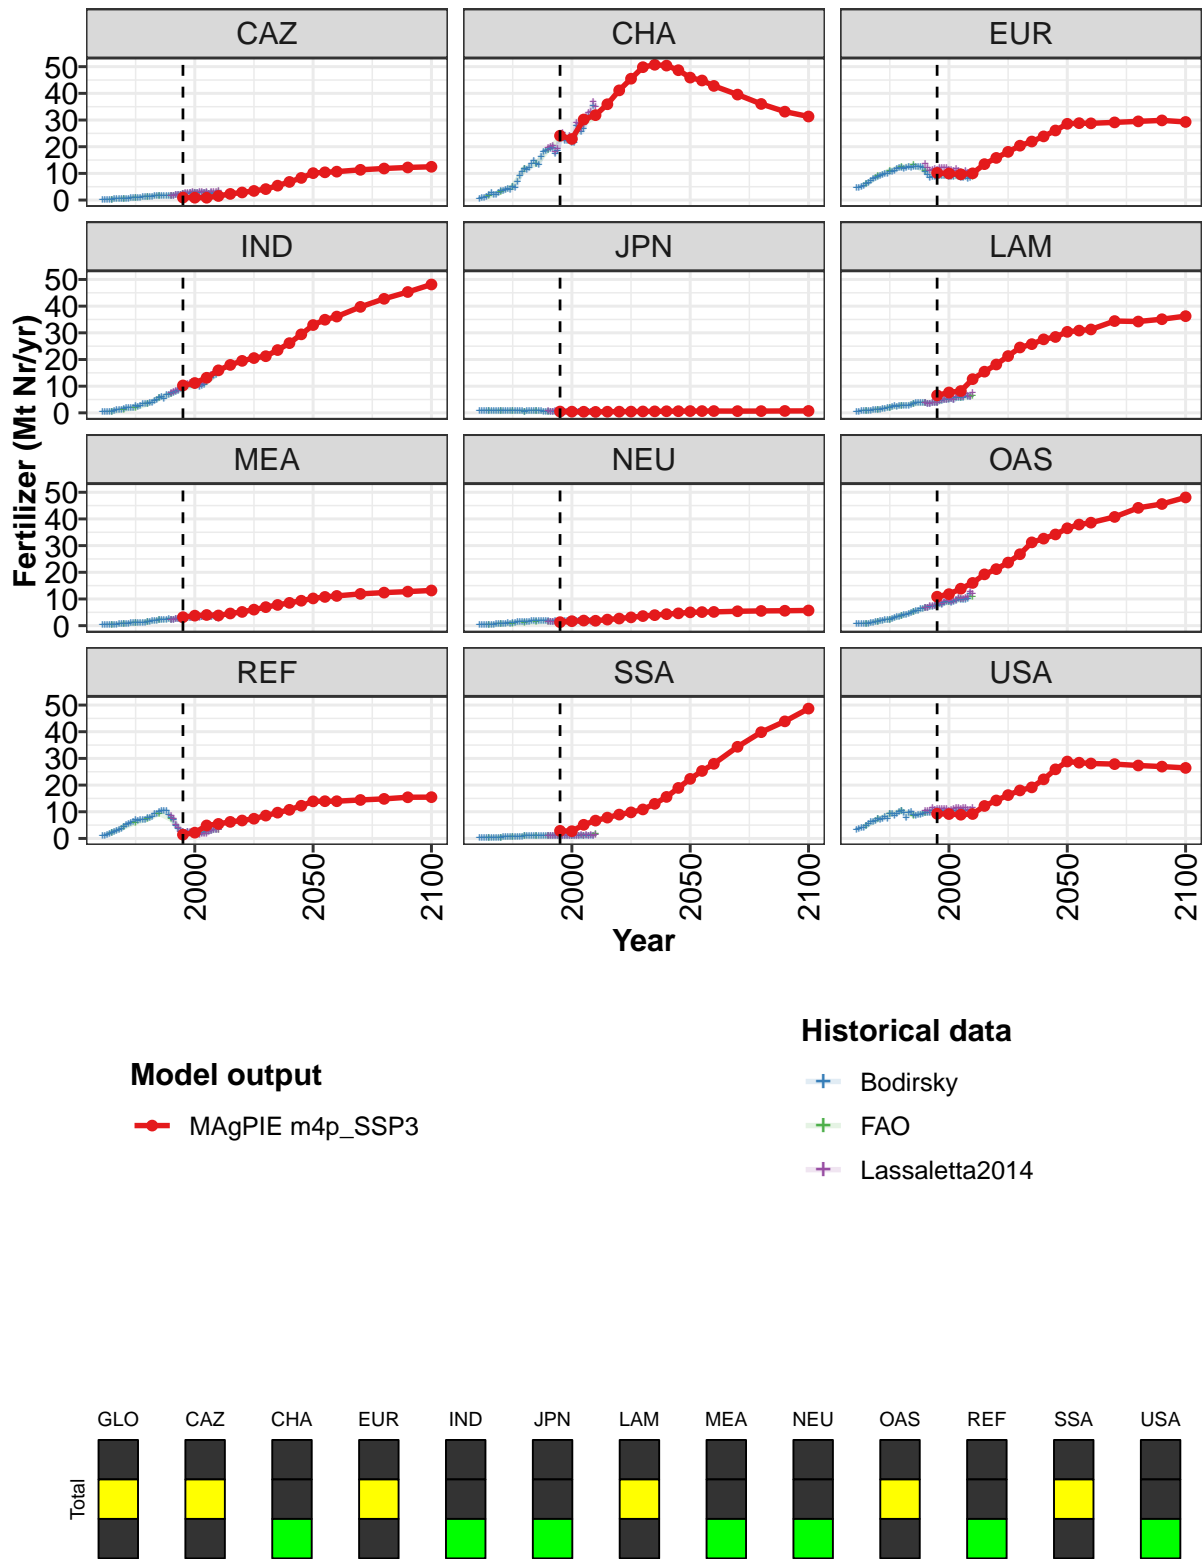 CAZ CHA EUR
50
40
30
20
10
0
IND JPN LAM
50
40
30
20
10
0
MEA NEU OAS
50
40
30
20
10
0
REF SSA USA
50
40
30
20
10
0
Fertilizer (Mt Nr/yr)
2000 2050 2100 2000 2050 2100 2000 2050 2100
Year
Model output
MAgPIE m4p_SSP3
Historical data
Bodirsky
FAO
Lassaletta2014
GLO CAZ CHA EUR IND JPN LAM MEA NEU OAS REF SSA USA
Total